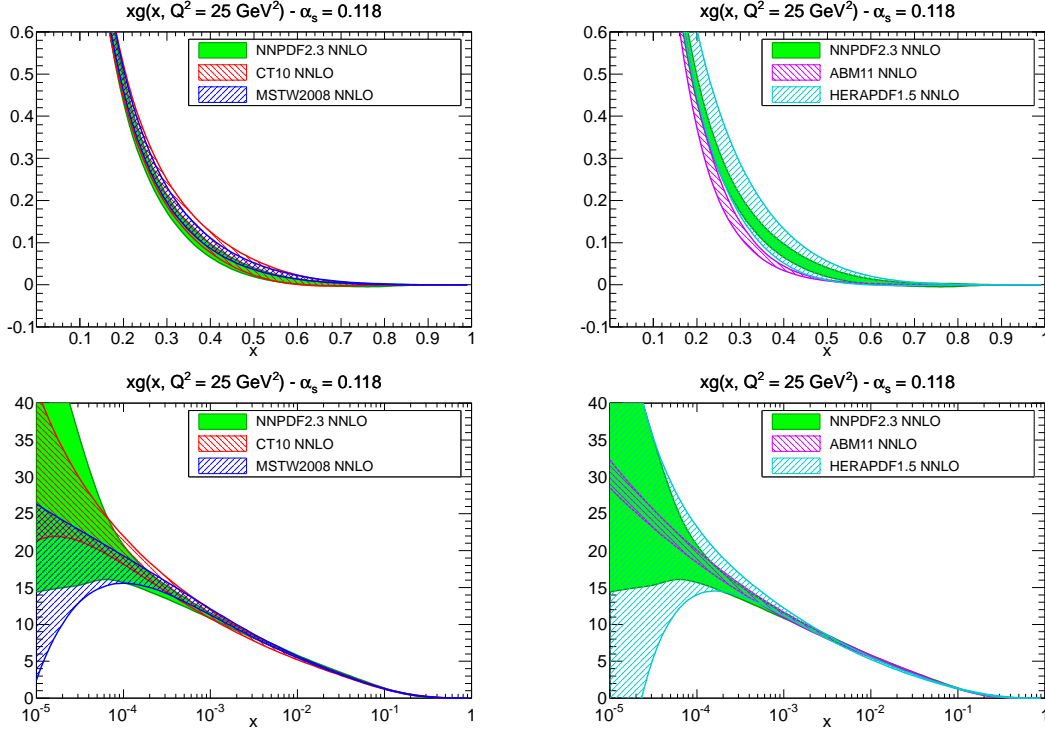 xg(x, Q² = 25 GeV²) - αₛ = 0.118
NNPDF2.3 NNLO
CT10 NNLO
MSTW2008 NNLO
0.6
0.5
0.4
0.3
0.2
0.1
0
-0.1
0.1 0.2 0.3 0.4 0.5 0.6 0.7 0.8 0.9 1
x
xg(x, Q² = 25 GeV²) - αₛ = 0.118
NNPDF2.3 NNLO
ABM11 NNLO
HERAPDF1.5 NNLO
0.6
0.5
0.4
0.3
0.2
0.1
0
-0.1
0.1 0.2 0.3 0.4 0.5 0.6 0.7 0.8 0.9 1
x
xg(x, Q² = 25 GeV²) - αₛ = 0.118
NNPDF2.3 NNLO
CT10 NNLO
MSTW2008 NNLO
40
35
30
25
20
15
10
5
0
10⁻⁵ 10⁻⁴ 10⁻³ 10⁻² 10⁻¹ 1
x
xg(x, Q² = 25 GeV²) - αₛ = 0.118
NNPDF2.3 NNLO
ABM11 NNLO
HERAPDF1.5 NNLO
40
35
30
25
20
15
10
5
0
10⁻⁵ 10⁻⁴ 10⁻³ 10⁻² 10⁻¹ 1
x